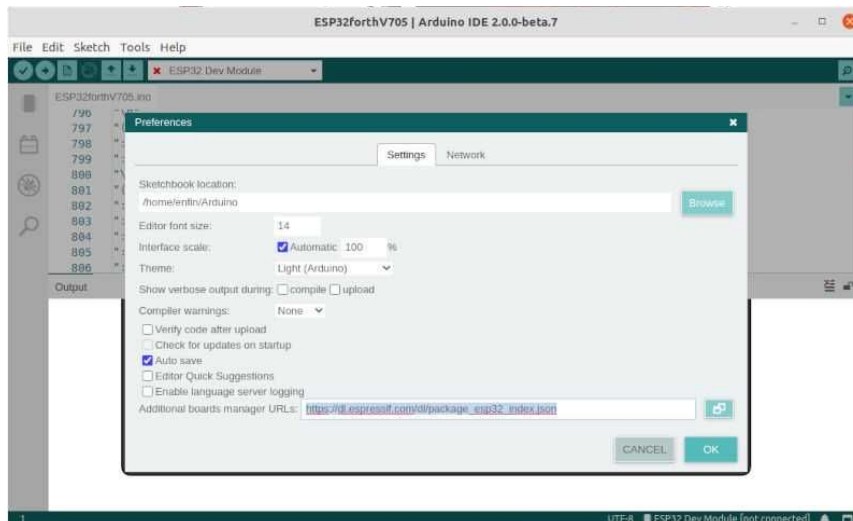 ESP32forthV705 | Arduino IDE 2.0.0-beta.7
File Edit Sketch Tools Help
ESP32 Dev Module
ESP32forthV705.ino
796
797
798
799
800
801
802
803
804
805
806
Output
Preferences
Settings Network
Sketchbook location:
/home/enfin/Arduino
Browse
Editor font size: 14
Interface scale: Automatic 100 %
Theme: Light (Arduino)
Show verbose output during: compile upload
Compiler warnings: None
Verify code after upload
Check for updates on startup
Auto save
Editor Quick Suggestions
Enable language server logging
Additional boards manager URLs: https://dl.espressif.com/dl/package_esp32_index.json
CANCEL OK
1 UTF-8 ESP32 Dev Module [not connected]